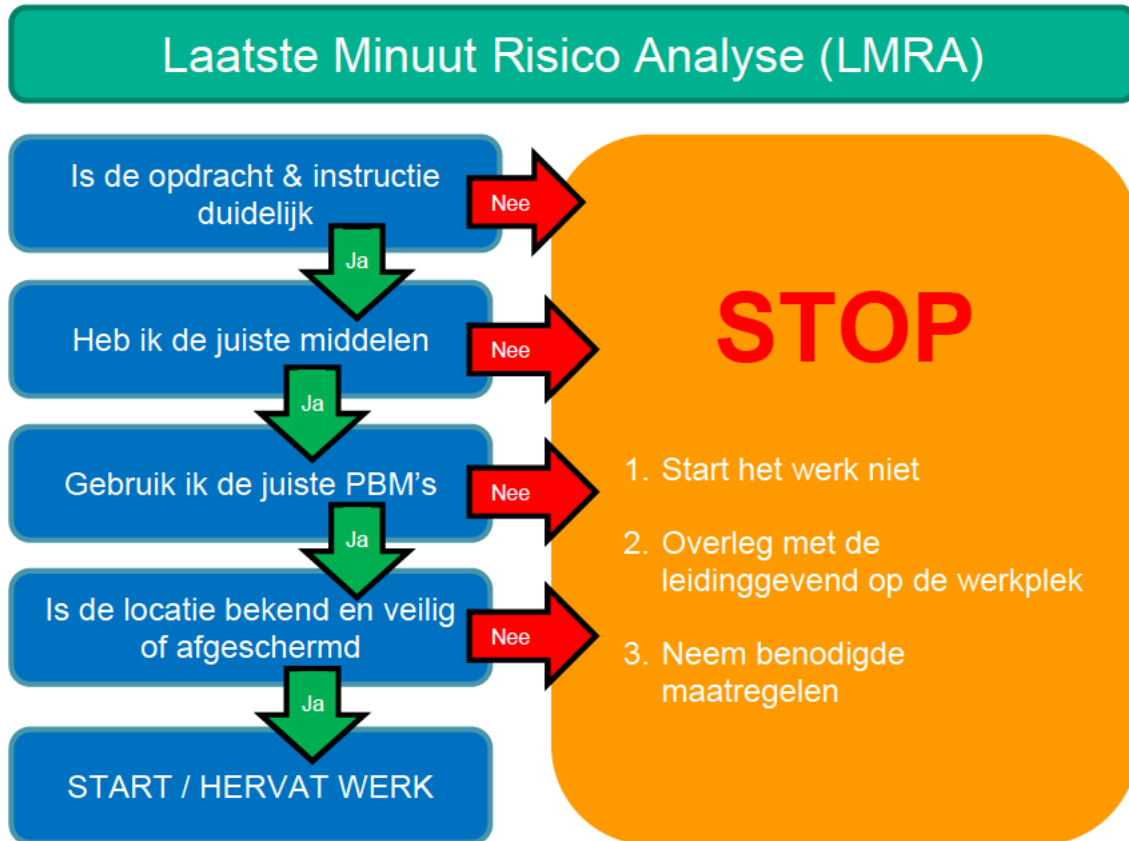 Laatste Minuut Risico Analyse (LMRA)
Is de opdracht & instructie
duidelijk
Nee
Ja
Heb ik de juiste middelen
Nee
Ja
Gebruik ik de juiste PBM's
Nee
Ja
Is de locatie bekend en veilig
of afgeschermd
Nee
Ja
START / HERVAT WERK
STOP
1. Start het werk niet
2. Overleg met de
leidinggevend op de werkplek
3. Neem benodigde
maatregelen